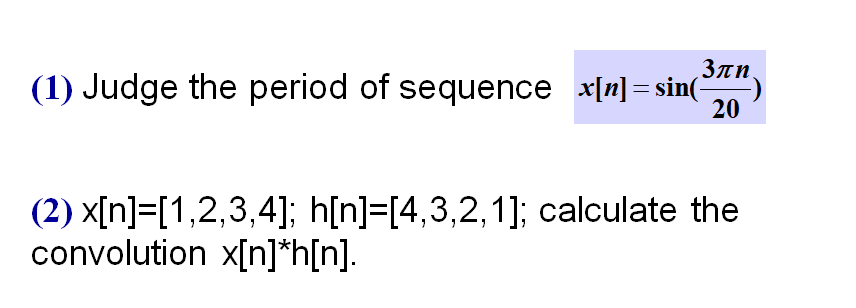 (1) Judge the period of sequence x[n] = sin(3πn/20)
(2) x[n]=[1,2,3,4]; h[n]=[4,3,2,1]; calculate the
convolution x[n]*h[n].